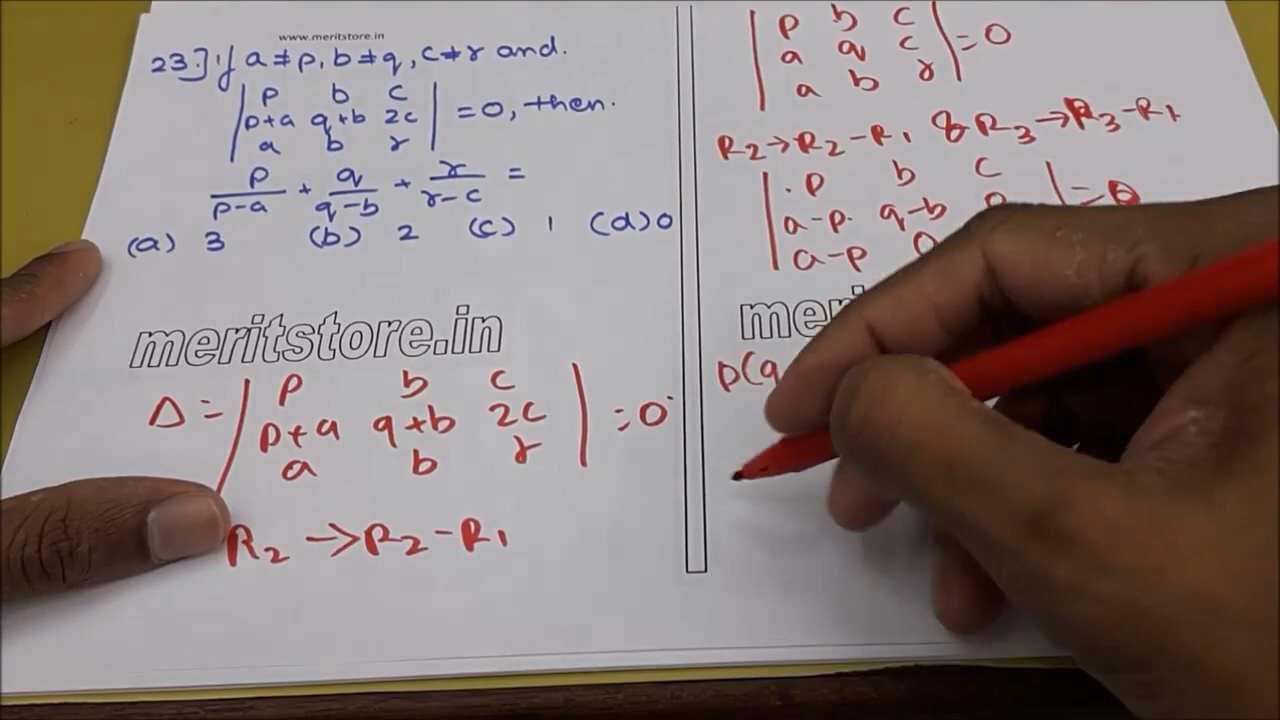 www.meritstore.in
23.] if a ≠ p, b ≠ q, c ≠ r and.
| p b c |
| p+a q+b 2c | = 0, then.
| a b r |
p/(p-a) + q/(q-b) + r/(r-c) =
(a) 3 (b) 2 (c) 1 (d) 0
meritstore.in
Δ = | p b c |
| p+a q+b 2c | = 0
| a b r |
R2 → R2 - R1
| p b c |
| a q c | = 0
| a b r |
R2 → R2 - R1 & R3 → R3 - R1
| p b c |
| a-p q-b 0 | = 0
| a-p 0
meri
p(q